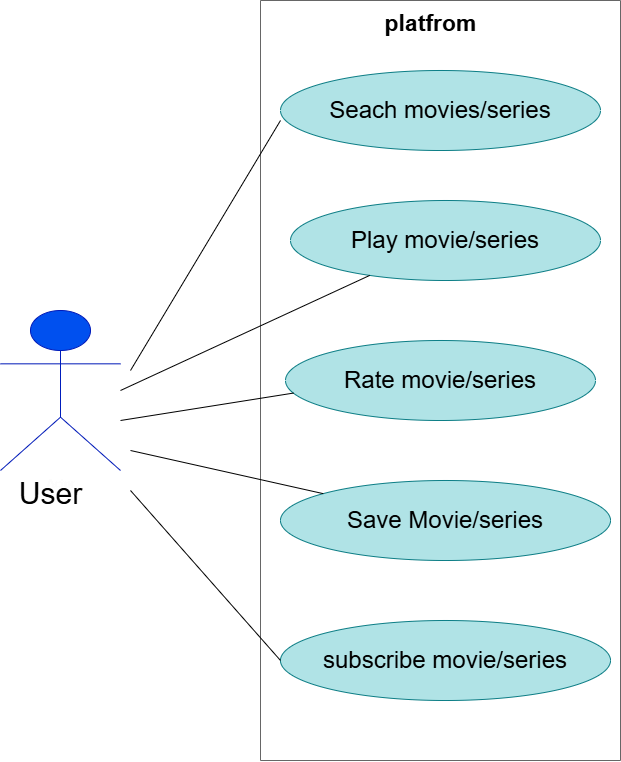 platfrom
Seach movies/series
Play movie/series
Rate movie/series
Save Movie/series
User
subscribe movie/series